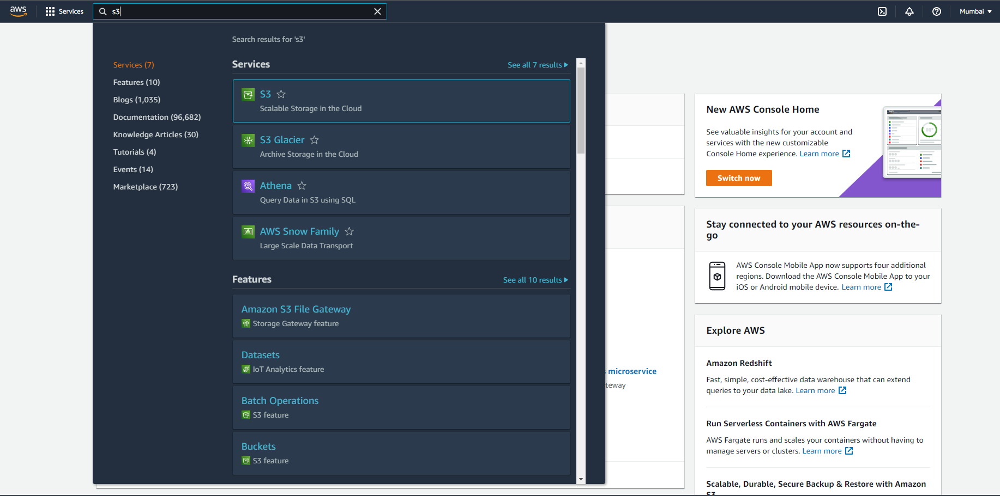 aws
Services
s3
Mumbai
Search results for 's3'
Services (7)
Features (10)
Blogs (1,035)
Documentation (96,682)
Knowledge Articles (30)
Tutorials (4)
Events (14)
Marketplace (723)
Services
See all 7 results
S3
Scalable Storage in the Cloud
S3 Glacier
Archive Storage in the Cloud
Athena
Query Data in S3 using SQL
AWS Snow Family
Large Scale Data Transport
Features
See all 10 results
Amazon S3 File Gateway
Storage Gateway feature
Datasets
IoT Analytics feature
Batch Operations
S3 feature
Buckets
S3 feature
microservice
teway
New AWS Console Home
See valuable insights for your account and
services with the new customizable
Console Home experience. Learn more
Switch now
Stay connected to your AWS resources on-the-
go
AWS Console Mobile App now supports four additional
regions. Download the AWS Console Mobile App to your
iOS or Android mobile device. Learn more
Explore AWS
Amazon Redshift
Fast, simple, cost-effective data warehouse that can extend
queries to your data lake. Learn more
Run Serverless Containers with AWS Fargate
AWS Fargate runs and scales your containers without having to
manage servers or clusters. Learn more
Scalable, Durable, Secure Backup & Restore with Amazon
S3